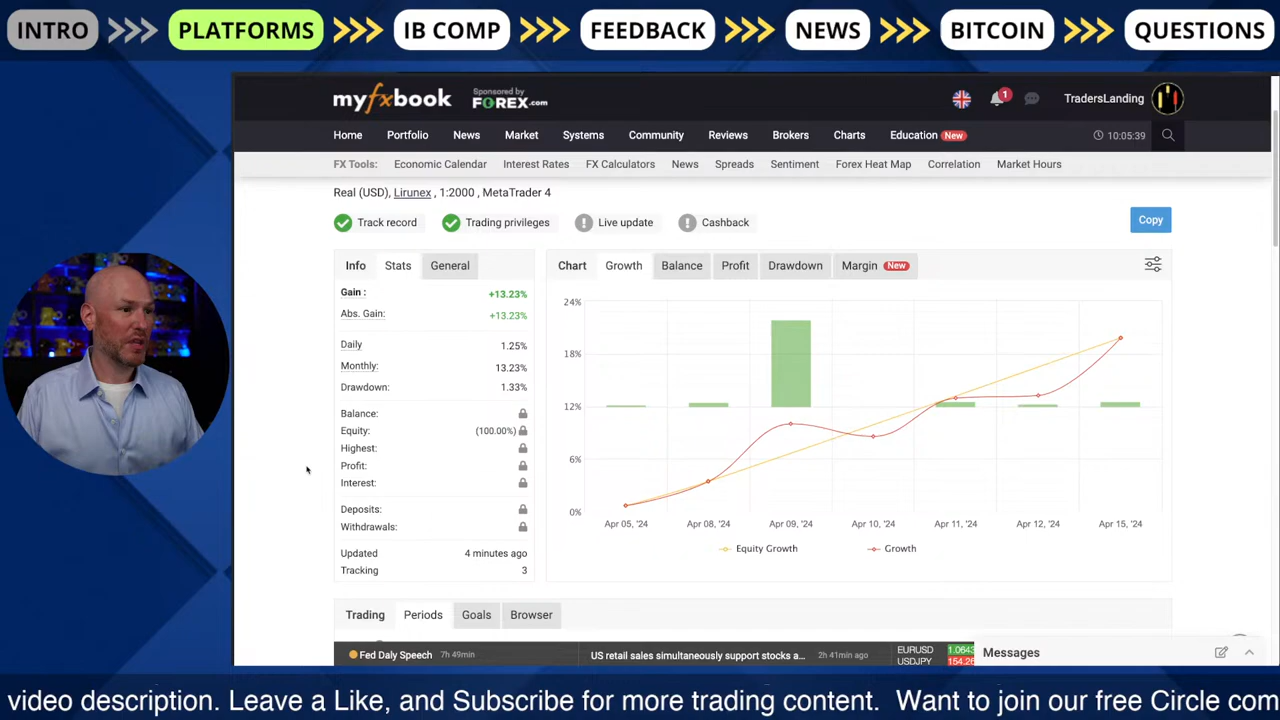 INTRO
PLATFORMS
IB COMP
FEEDBACK
NEWS
BITCOIN
QUESTIONS
myfxbook
Sponsored by
FOREX.com
1
TradersLanding
Home Portfolio News Market Systems Community Reviews Brokers Charts Education New
10:05:39
FX Tools: Economic Calendar Interest Rates FX Calculators News Spreads Sentiment Forex Heat Map Correlation Market Hours
Real (USD), Lirunex , 1:2000 , MetaTrader 4
Track record Trading privileges Live update Cashback
Copy
Info Stats General
Gain : +13.23%
Abs. Gain: +13.23%
Daily 1.25%
Monthly: 13.23%
Drawdown: 1.33%
Balance:
Equity: (100.00%)
Highest:
Profit:
Interest:
Deposits:
Withdrawals:
Updated 4 minutes ago
Tracking 3
Chart Growth Balance Profit Drawdown Margin New
24%
18%
12%
6%
0%
Apr 05, '24 Apr 08, '24 Apr 09, '24 Apr 10, '24 Apr 11, '24 Apr 12, '24 Apr 15, '24
Equity Growth Growth
Trading Periods Goals Browser
Fed Daly Speech 7h 49min
US retail sales simultaneously support stocks a... 2h 41min ago
EURUSD 1.0643
USDJPY 154.26
Messages
video description. Leave a Like, and Subscribe for more trading content. Want to join our free Circle com